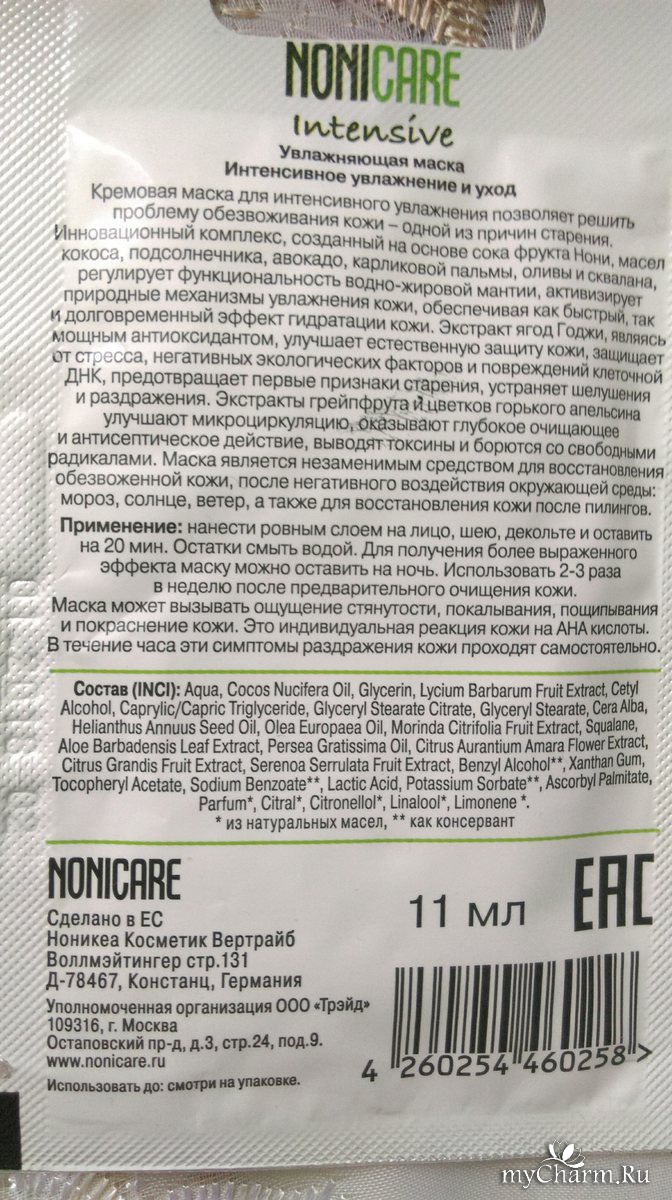 NONICARE
Intensive
Увлажняющая маска
Интенсивное увлажнение и уход
Кремовая маска для интенсивного увлажнения позволяет решить
проблему обезвоживания кожи – одной из причин старения.
Инновационный комплекс, созданный на основе сока фрукта Нони, масел
кокоса, подсолнечника, авокадо, карликовой пальмы, оливы и сквалана,
регулирует функциональность водно-жировой мантии, активизирует
природные механизмы увлажнения кожи, обеспечивая как быстрый, так
и долговременный эффект гидратации кожи. Экстракт ягод Годжи, являясь
мощным антиоксидантом, улучшает естественную защиту кожи, защищает
от стресса, негативных экологических факторов и повреждений клеточной
ДНК, предотвращает первые признаки старения, устраняет шелушения
и раздражения. Экстракты грейпфрута и цветков горького апельсина
улучшают микроциркуляцию, оказывают глубокое очищающее
и антисептическое действие, выводят токсины и борются со свободными
радикалами. Маска является незаменимым средством для восстановления
обезвоженной кожи, после негативного воздействия окружающей среды:
мороз, солнце, ветер, а также для восстановления кожи после пилингов.
Применение: нанести ровным слоем на лицо, шею, декольте и оставить
на 20 мин. Остатки смыть водой. Для получения более выраженного
эффекта маску можно оставить на ночь. Использовать 2-3 раза
в неделю после предварительного очищения кожи.
Маска может вызывать ощущение стянутости, покалывания, пощипывания
и покраснение кожи. Это индивидуальная реакция кожи на АНА кислоты.
В течение часа эти симптомы раздражения кожи проходят самостоятельно.
Состав (INCI): Aqua, Cocos Nucifera Oil, Glycerin, Lycium Barbarum Fruit Extract, Cetyl
Alcohol, Caprylic/Capric Triglyceride, Glyceryl Stearate Citrate, Glyceryl Stearate, Cera Alba,
Helianthus Annuus Seed Oil, Olea Europaea Oil, Morinda Citrifolia Fruit Extract, Squalane,
Aloe Barbadensis Leaf Extract, Persea Gratissima Oil, Citrus Aurantium Amara Flower Extract,
Citrus Grandis Fruit Extract, Serenoa Serrulata Fruit Extract, Benzyl Alcohol**, Xanthan Gum,
Tocopheryl Acetate, Sodium Benzoate**, Lactic Acid, Potassium Sorbate**, Ascorbyl Palmitate,
Parfum*, Citral*, Citronellol*, Linalool*, Limonene *.
* из натуральных масел, ** как консервант
NONICARE
Сделано в ЕС
Ноникеа Косметик Вертрайб
Воллмэйтингер стр.131
Д-78467, Констанц, Германия
Уполномоченная организация ООО «Трэйд»
109316, г. Москва
Остаповский пр-д, д.3, стр.24, под.9.
www.nonicare.ru
Использовать до: смотри на упаковке.
11 мл
EAC
4 260254 460258 >
myCharm.Ru